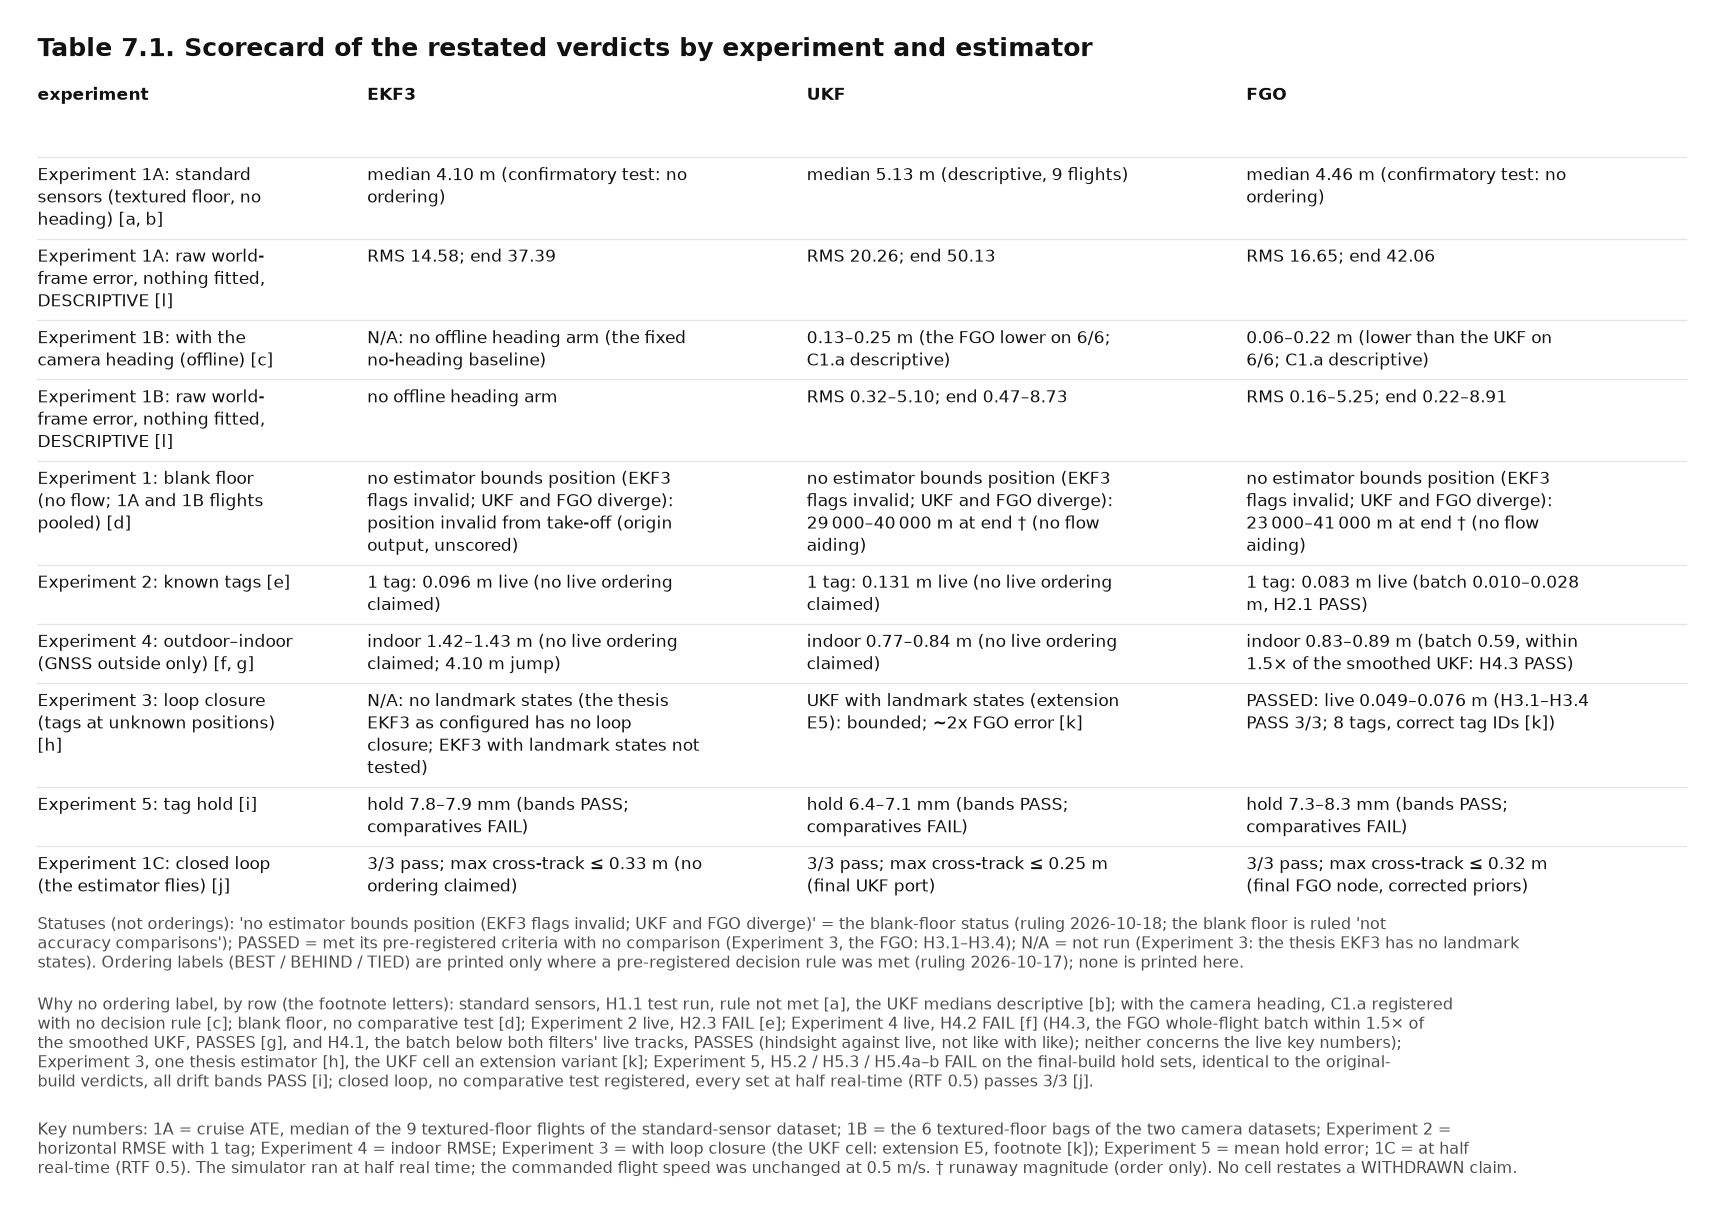 Table 7.1. Scorecard of the restated verdicts by experiment and estimator
experiment
EKF3
UKF
FGO
Experiment 1A: standard
sensors (textured floor, no
heading) [a, b]
median 4.10 m (confirmatory test: no
ordering)
median 5.13 m (descriptive, 9 flights)
median 4.46 m (confirmatory test: no
ordering)
Experiment 1A: raw world-
frame error, nothing fitted,
DESCRIPTIVE [l]
RMS 14.58; end 37.39
RMS 20.26; end 50.13
RMS 16.65; end 42.06
Experiment 1B: with the
camera heading (offline) [c]
N/A: no offline heading arm (the fixed
no-heading baseline)
0.13–0.25 m (the FGO lower on 6/6;
C1.a descriptive)
0.06–0.22 m (lower than the UKF on
6/6; C1.a descriptive)
Experiment 1B: raw world-
frame error, nothing fitted,
DESCRIPTIVE [l]
no offline heading arm
RMS 0.32–5.10; end 0.47–8.73
RMS 0.16–5.25; end 0.22–8.91
Experiment 1: blank floor
(no flow; 1A and 1B flights
pooled) [d]
no estimator bounds position (EKF3
flags invalid; UKF and FGO diverge):
position invalid from take-off (origin
output, unscored)
no estimator bounds position (EKF3
flags invalid; UKF and FGO diverge):
29 000–40 000 m at end † (no flow
aiding)
no estimator bounds position (EKF3
flags invalid; UKF and FGO diverge):
23 000–41 000 m at end † (no flow
aiding)
Experiment 2: known tags [e]
1 tag: 0.096 m live (no live ordering
claimed)
1 tag: 0.131 m live (no live ordering
claimed)
1 tag: 0.083 m live (batch 0.010–0.028
m, H2.1 PASS)
Experiment 4: outdoor–indoor
(GNSS outside only) [f, g]
indoor 1.42–1.43 m (no live ordering
claimed; 4.10 m jump)
indoor 0.77–0.84 m (no live ordering
claimed)
indoor 0.83–0.89 m (batch 0.59, within
1.5× of the smoothed UKF: H4.3 PASS)
Experiment 3: loop closure
(tags at unknown positions)
[h]
N/A: no landmark states (the thesis
EKF3 as configured has no loop
closure; EKF3 with landmark states not
tested)
UKF with landmark states (extension
E5): bounded; ~2x FGO error [k]
PASSED: live 0.049–0.076 m (H3.1–H3.4
PASS 3/3; 8 tags, correct tag IDs [k])
Experiment 5: tag hold [i]
hold 7.8–7.9 mm (bands PASS;
comparatives FAIL)
hold 6.4–7.1 mm (bands PASS;
comparatives FAIL)
hold 7.3–8.3 mm (bands PASS;
comparatives FAIL)
Experiment 1C: closed loop
(the estimator flies) [j]
3/3 pass; max cross-track ≤ 0.33 m (no
ordering claimed)
3/3 pass; max cross-track ≤ 0.25 m
(final UKF port)
3/3 pass; max cross-track ≤ 0.32 m
(final FGO node, corrected priors)
Statuses (not orderings): 'no estimator bounds position (EKF3 flags invalid; UKF and FGO diverge)' = the blank-floor status (ruling 2026-10-18; the blank floor is ruled 'not
accuracy comparisons'); PASSED = met its pre-registered criteria with no comparison (Experiment 3, the FGO: H3.1–H3.4); N/A = not run (Experiment 3: the thesis EKF3 has no landmark
states). Ordering labels (BEST / BEHIND / TIED) are printed only where a pre-registered decision rule was met (ruling 2026-10-17); none is printed here.
Why no ordering label, by row (the footnote letters): standard sensors, H1.1 test run, rule not met [a], the UKF medians descriptive [b]; with the camera heading, C1.a registered
with no decision rule [c]; blank floor, no comparative test [d]; Experiment 2 live, H2.3 FAIL [e]; Experiment 4 live, H4.2 FAIL [f] (H4.3, the FGO whole-flight batch within 1.5× of
the smoothed UKF, PASSES [g], and H4.1, the batch below both filters' live tracks, PASSES (hindsight against live, not like with like); neither concerns the live key numbers);
Experiment 3, one thesis estimator [h], the UKF cell an extension variant [k]; Experiment 5, H5.2 / H5.3 / H5.4a–b FAIL on the final-build hold sets, identical to the original-
build verdicts, all drift bands PASS [i]; closed loop, no comparative test registered, every set at half real-time (RTF 0.5) passes 3/3 [j].
Key numbers: 1A = cruise ATE, median of the 9 textured-floor flights of the standard-sensor dataset; 1B = the 6 textured-floor bags of the two camera datasets; Experiment 2 =
horizontal RMSE with 1 tag; Experiment 4 = indoor RMSE; Experiment 3 = with loop closure (the UKF cell: extension E5, footnote [k]); Experiment 5 = mean hold error; 1C = at half
real-time (RTF 0.5). The simulator ran at half real time; the commanded flight speed was unchanged at 0.5 m/s. † runaway magnitude (order only). No cell restates a WITHDRAWN claim.